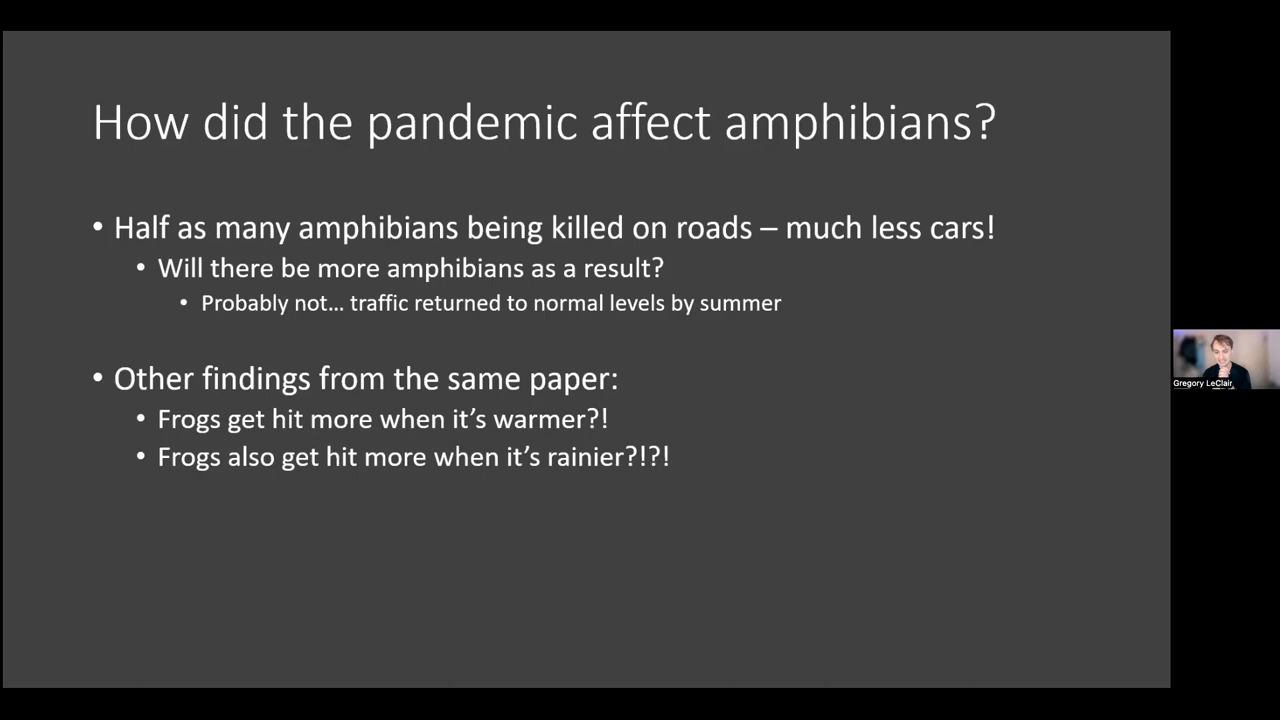 How did the pandemic affect amphibians?
• Half as many amphibians being killed on roads – much less cars!
• Will there be more amphibians as a result?
• Probably not... traffic returned to normal levels by summer
• Other findings from the same paper:
• Frogs get hit more when it's warmer?!
• Frogs also get hit more when it's rainier?!?!
Gregory LeClair